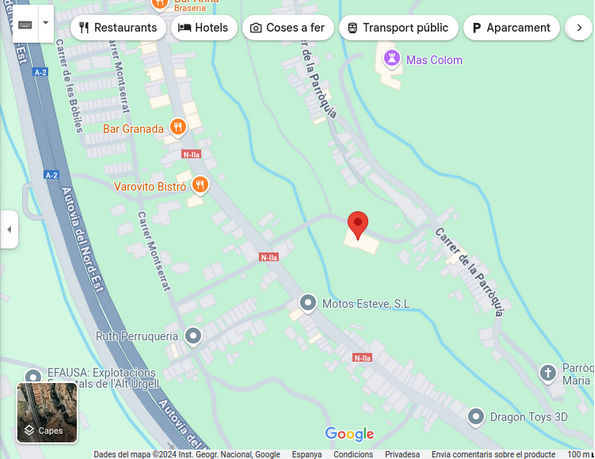 Bar Anna
Braseria
Restaurants
Hotels
Coses a fer
Transport públic
Aparcament
A-2
Carrer de les Bòbiles
Carrer Montserrat
Carrer de la Parròquia
Mas Colom
Bar Granada
N-IIa
A-2
Varovito Bistró
Autovia del Nord-Est
Carrer Montserrat
N-IIa
Carrer de la Parròquia
Motos Esteve, S.L
Ruth Perruqueria
N-IIa
EFAUSA: Explotacions
Forestals de l'Alt Urgell
Maria
Capes
Autovia del
Dragon Toys 3D
Google
Dades del mapa ©2024 Inst. Geogr. Nacional, Google Espanya Condicions Privadesa Envia comentaris sobre el producte 100 m